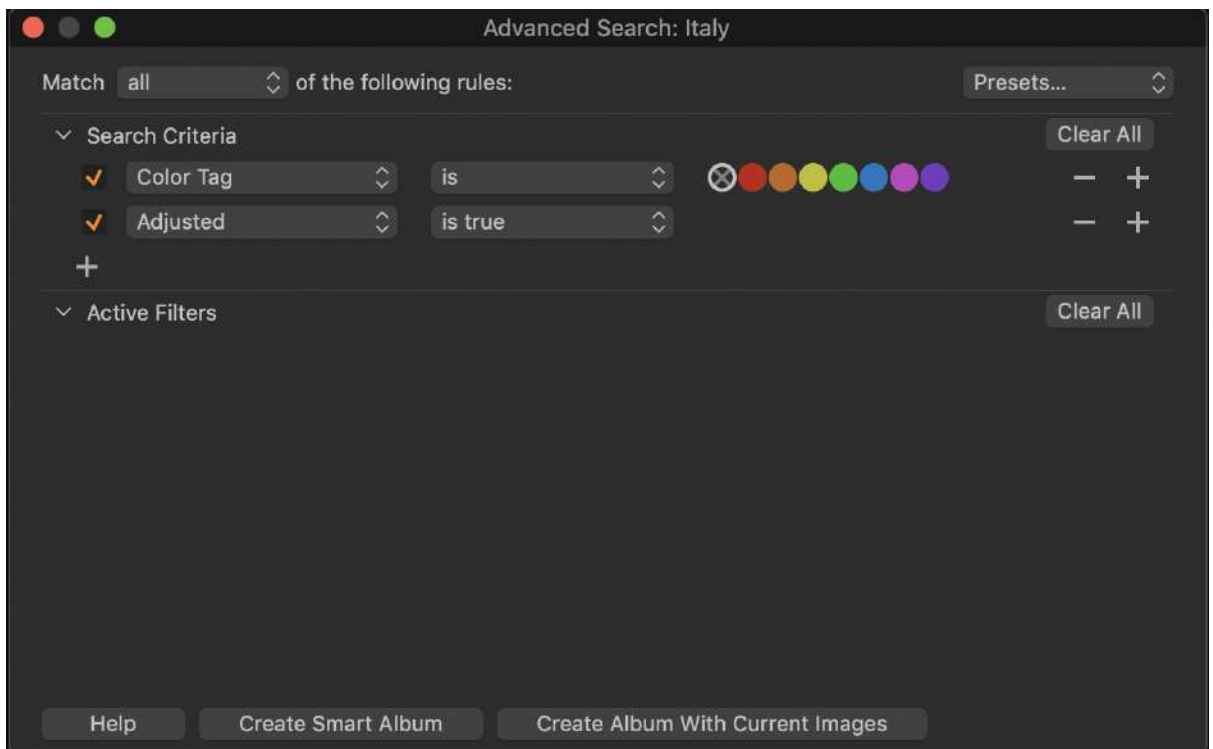 Advanced Search: Italy
Match all of the following rules: Presets...
Search Criteria Clear All
Color Tag is
Adjusted is true
Active Filters Clear All
Help Create Smart Album Create Album With Current Images